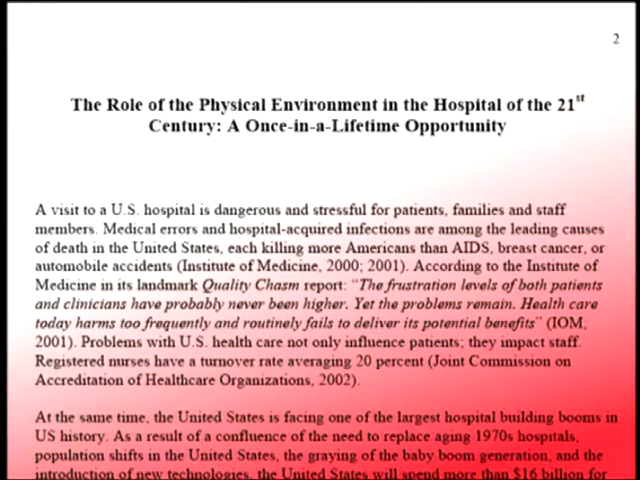 2
The Role of the Physical Environment in the Hospital of the 21st
Century: A Once-in-a-Lifetime Opportunity
A visit to a U.S. hospital is dangerous and stressful for patients, families and staff
members. Medical errors and hospital-acquired infections are among the leading causes
of death in the United States, each killing more Americans than AIDS, breast cancer, or
automobile accidents (Institute of Medicine, 2000; 2001). According to the Institute of
Medicine in its landmark Quality Chasm report: "The frustration levels of both patients
and clinicians have probably never been higher. Yet the problems remain. Health care
today harms too frequently and routinely fails to deliver its potential benefits" (IOM,
2001). Problems with U.S. health care not only influence patients; they impact staff.
Registered nurses have a turnover rate averaging 20 percent (Joint Commission on
Accreditation of Healthcare Organizations, 2002).
At the same time, the United States is facing one of the largest hospital building booms in
US history. As a result of a confluence of the need to replace aging 1970s hospitals,
population shifts in the United States, the graying of the baby boom generation, and the
introduction of new technologies, the United States will spend more than $16 billion for